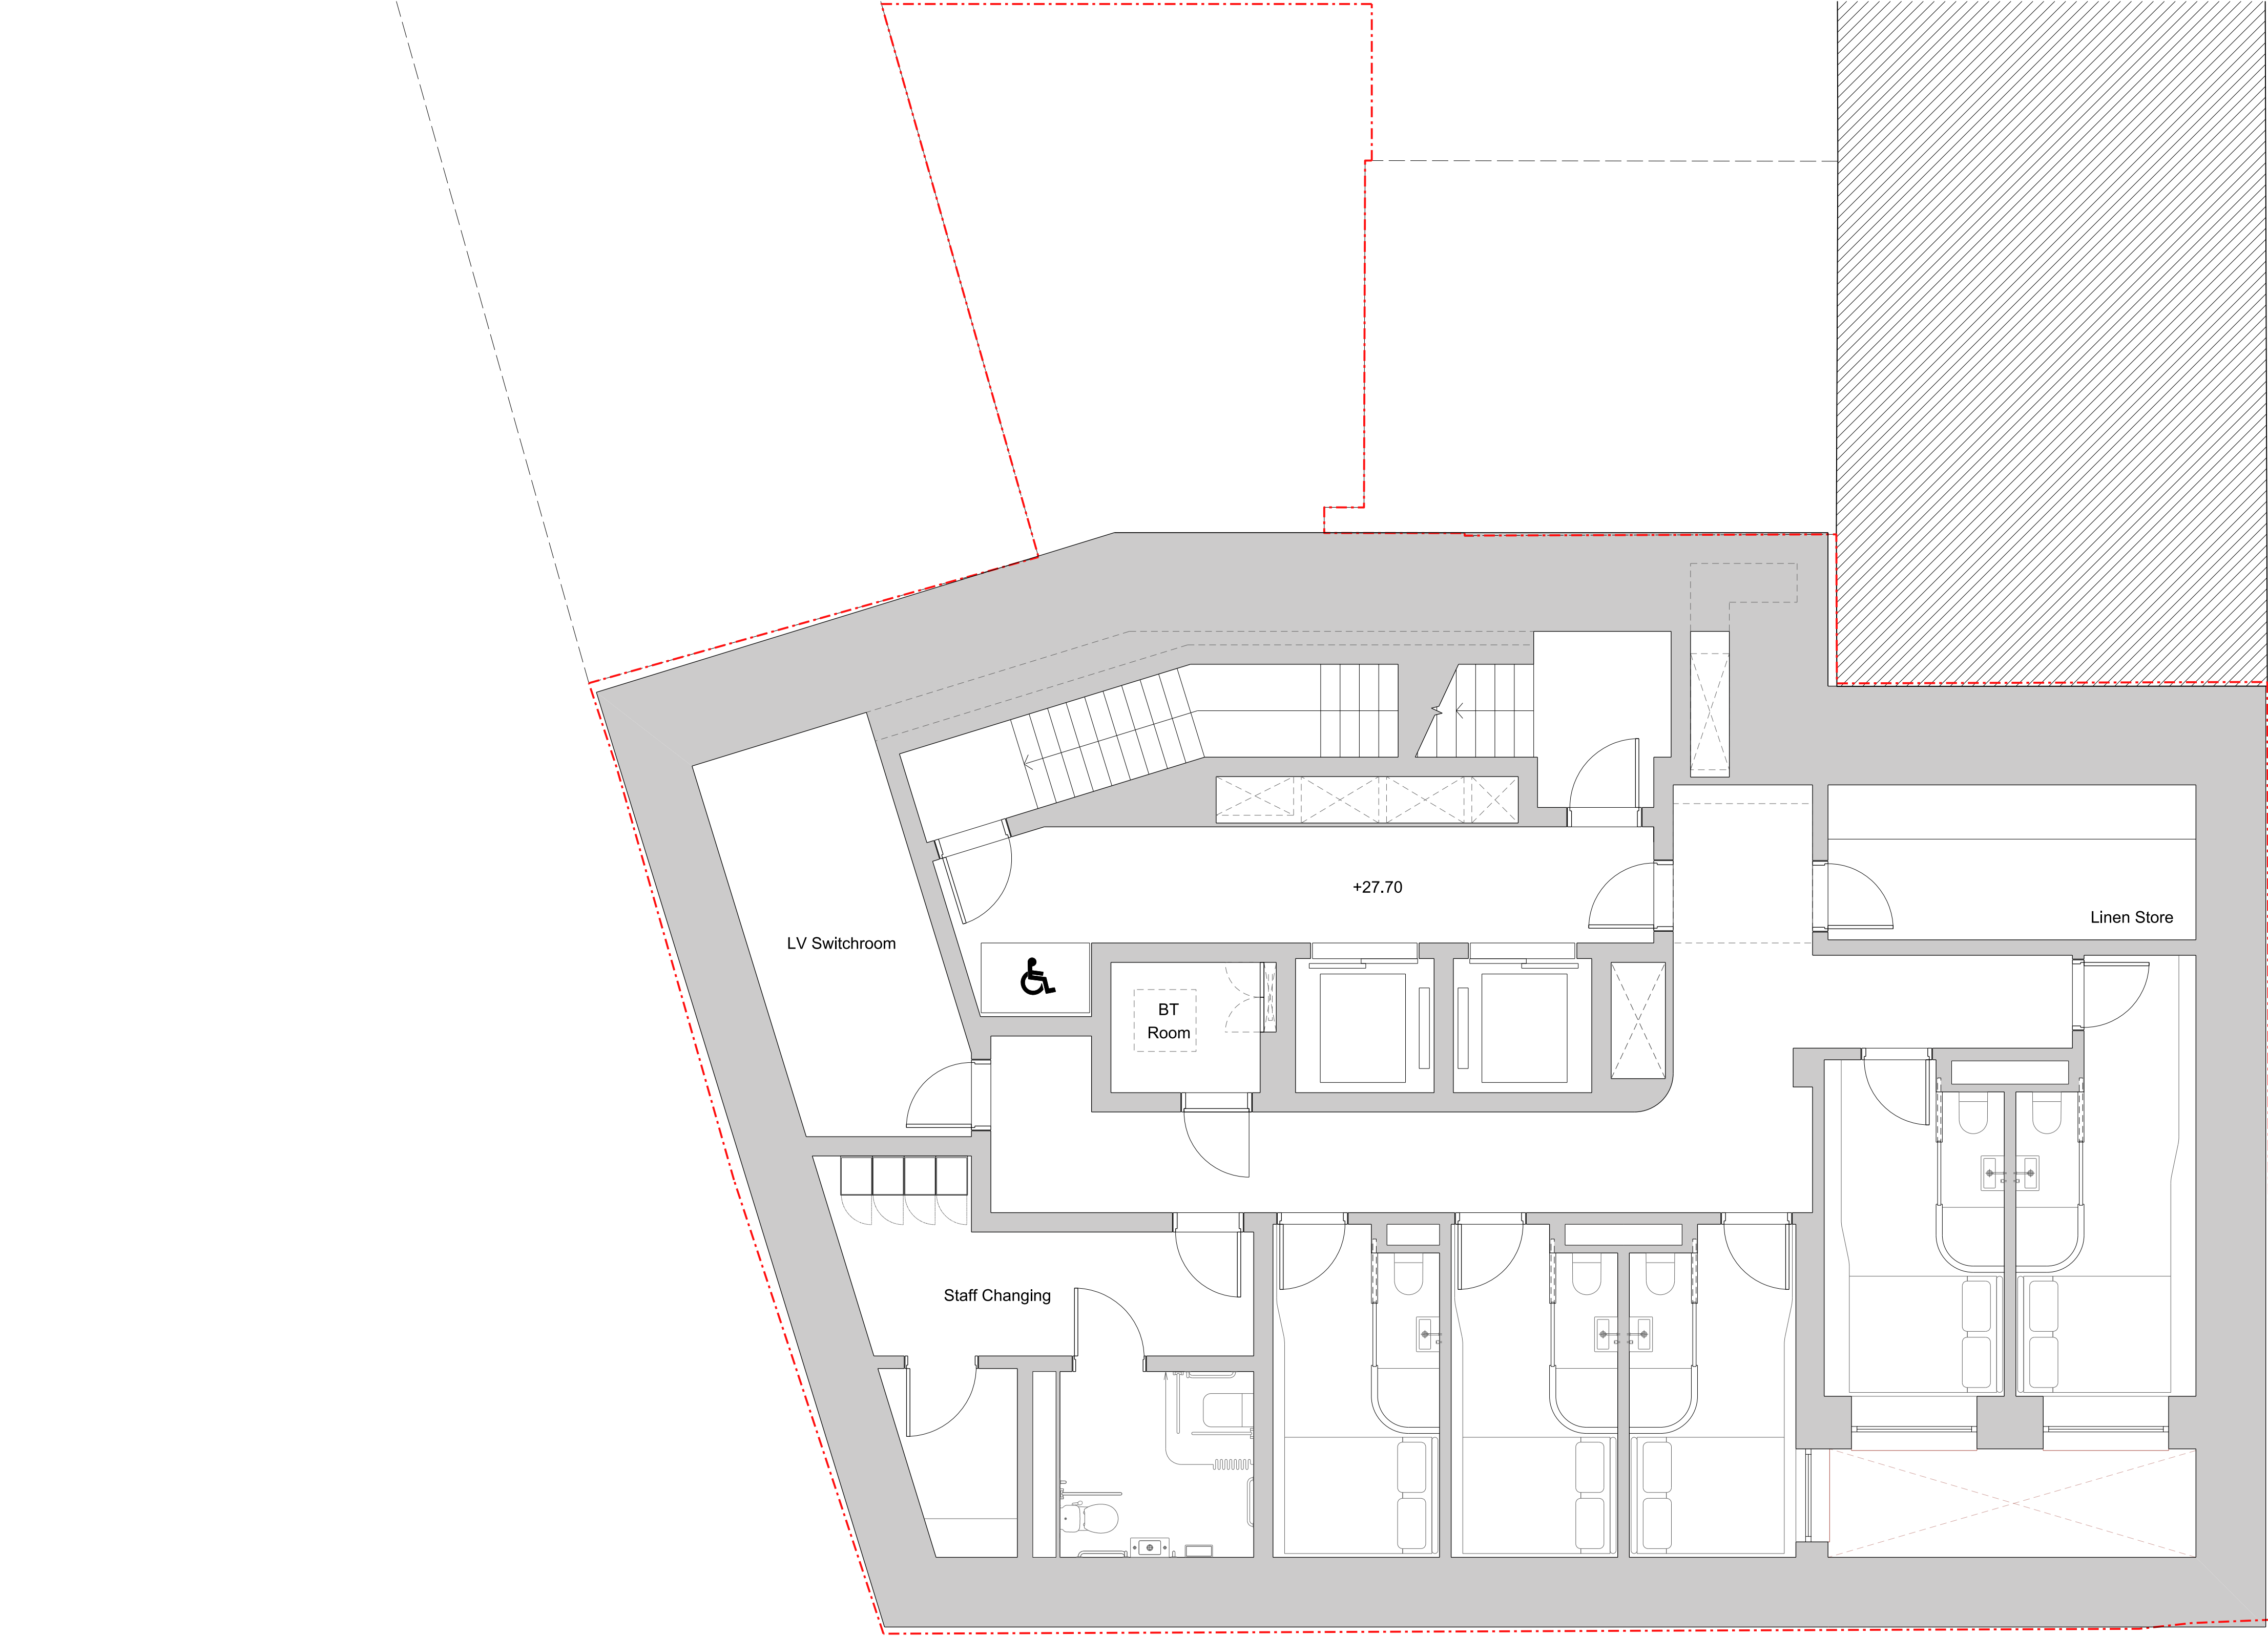 +27.70
Linen Store
LV Switchroom
BT
Room
Staff Changing